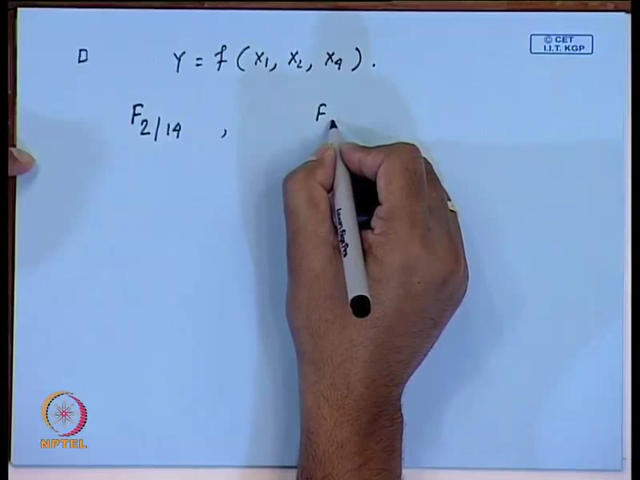 © CET
I.I.T. KGP
Y = f ( X1, X2, X4 ) .
F2/14 , F
NPTEL